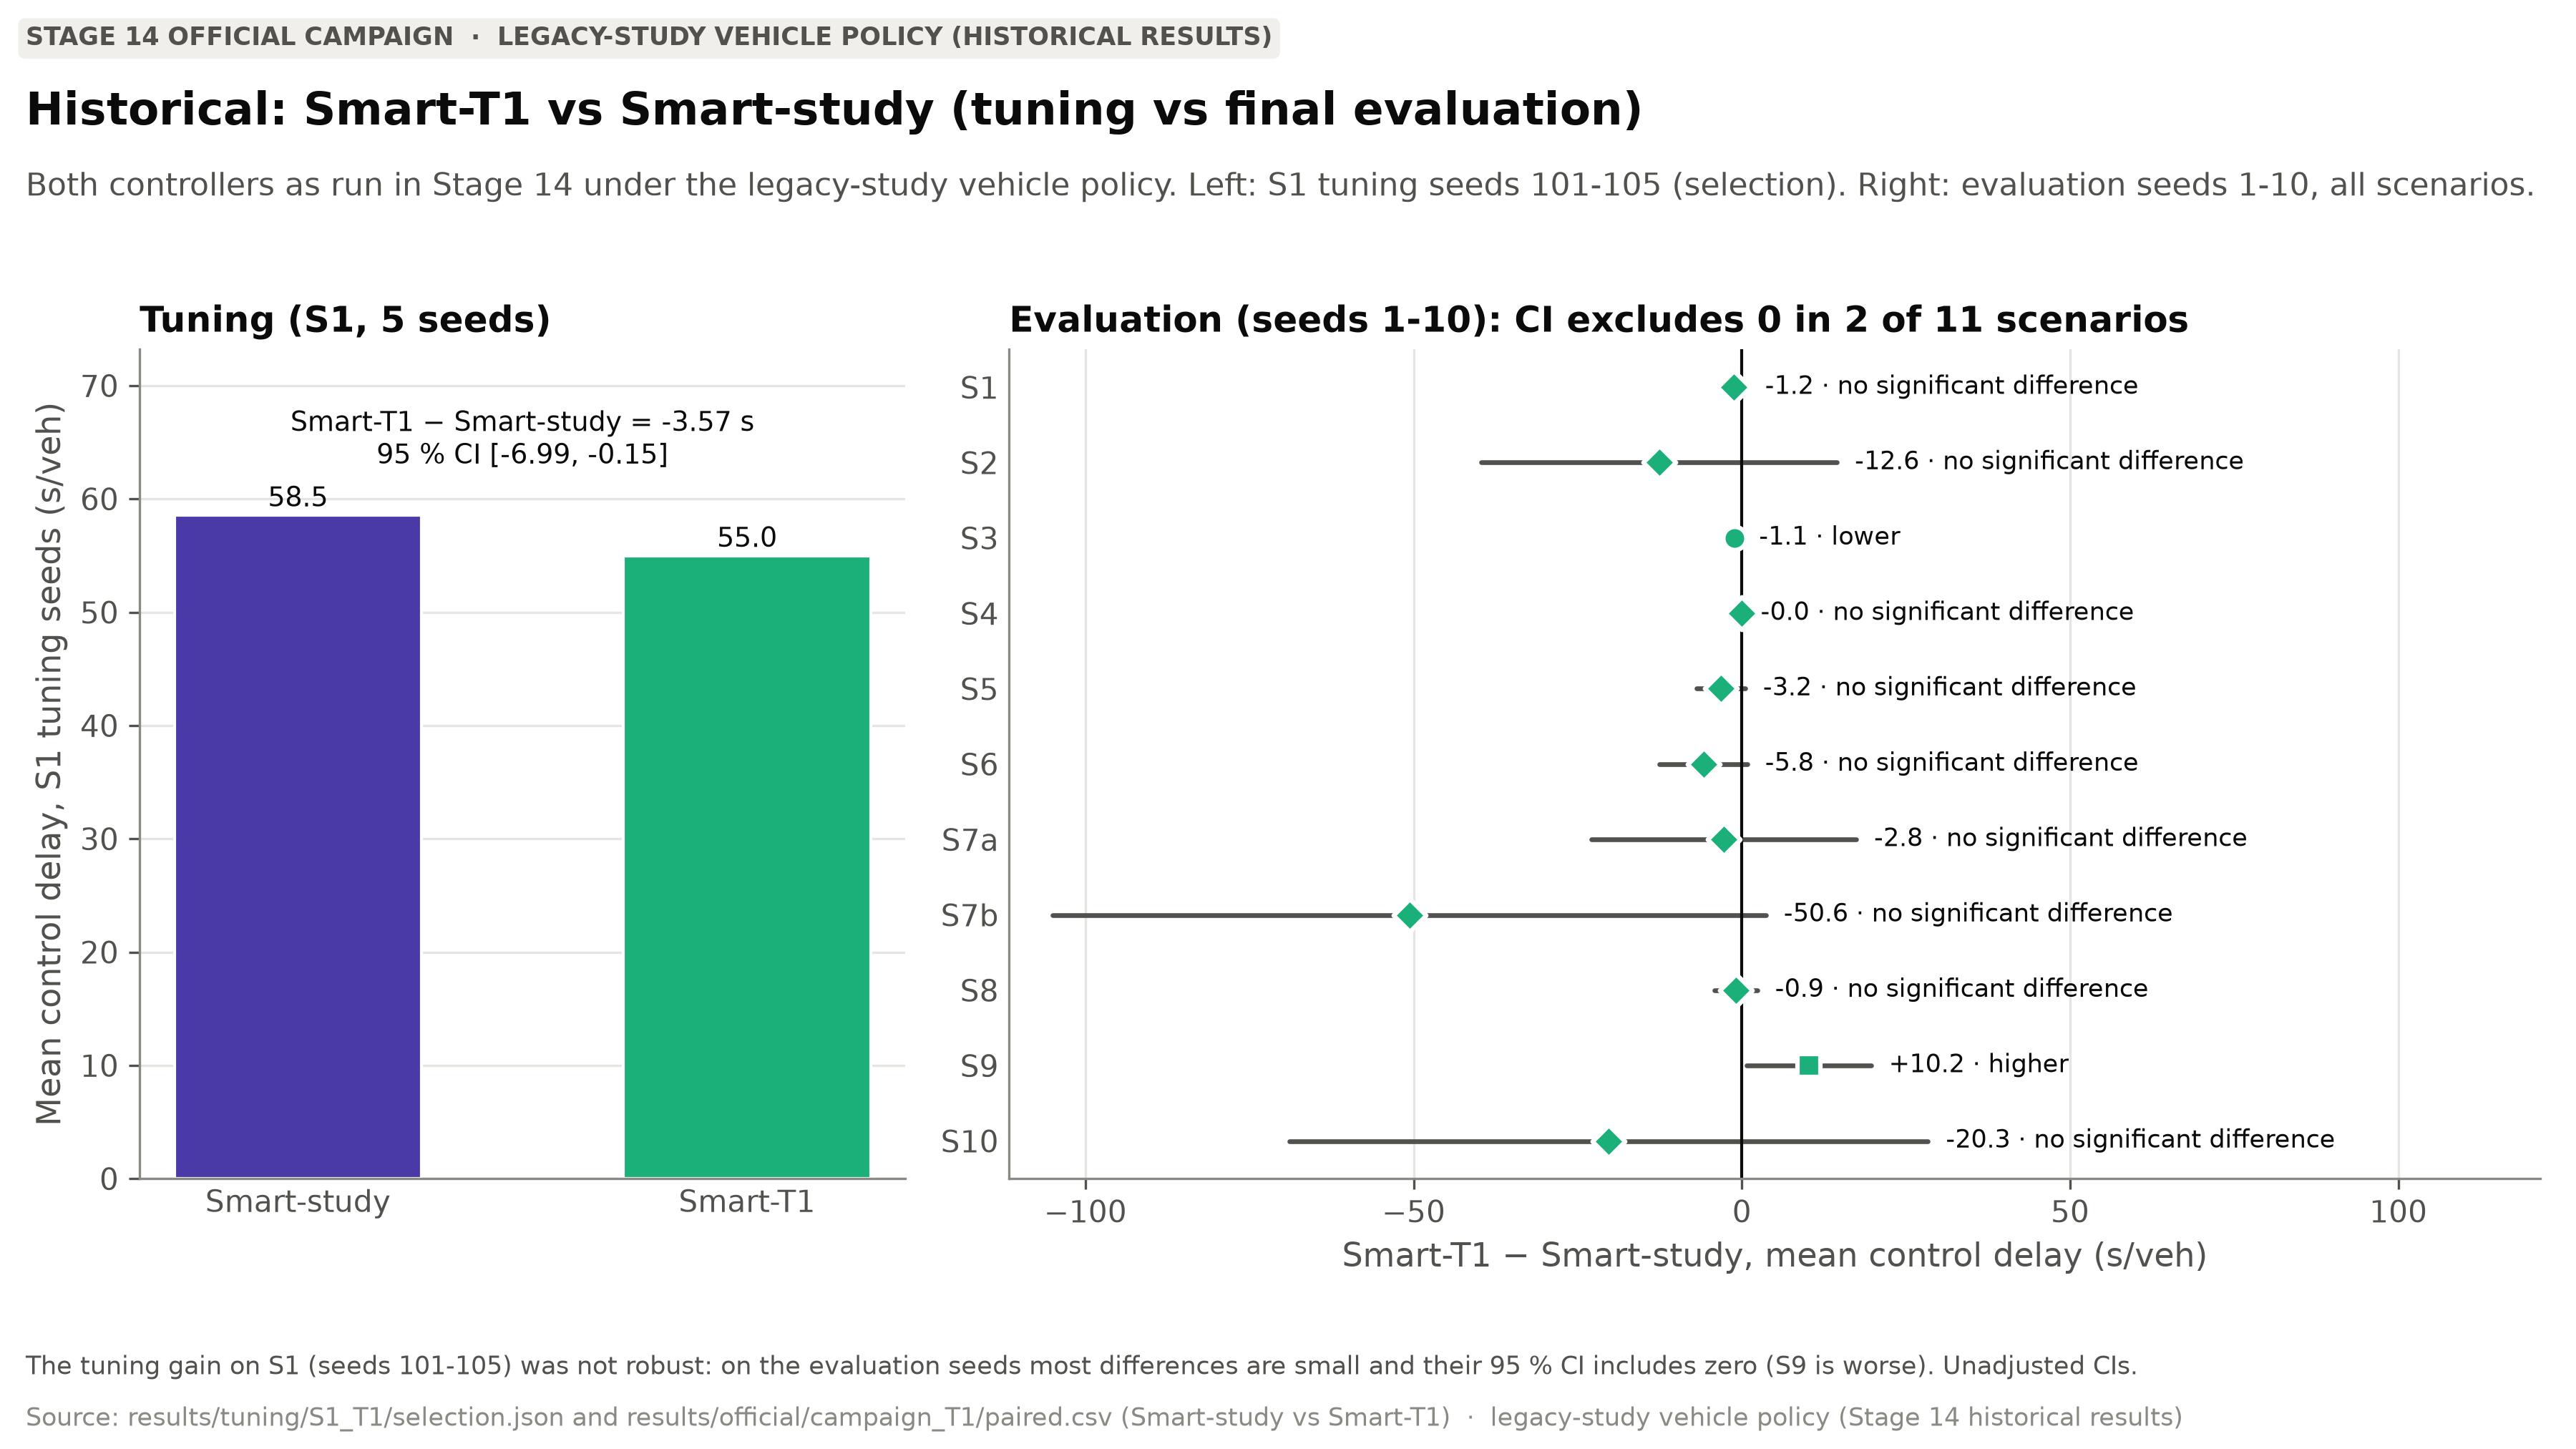 STAGE 14 OFFICIAL CAMPAIGN · LEGACY-STUDY VEHICLE POLICY (HISTORICAL RESULTS)
Historical: Smart-T1 vs Smart-study (tuning vs final evaluation)
Both controllers as run in Stage 14 under the legacy-study vehicle policy. Left: S1 tuning seeds 101-105 (selection). Right: evaluation seeds 1-10, all scenarios.
Tuning (S1, 5 seeds)
Mean control delay, S1 tuning seeds (s/veh)
70
60
50
40
30
20
10
0
Smart-T1 − Smart-study = -3.57 s
95 % CI [-6.99, -0.15]
58.5
55.0
Smart-study
Smart-T1
Evaluation (seeds 1-10): CI excludes 0 in 2 of 11 scenarios
S1 -1.2 · no significant difference
S2 -12.6 · no significant difference
S3 -1.1 · lower
S4 -0.0 · no significant difference
S5 -3.2 · no significant difference
S6 -5.8 · no significant difference
S7a -2.8 · no significant difference
S7b -50.6 · no significant difference
S8 -0.9 · no significant difference
S9 +10.2 · higher
S10 -20.3 · no significant difference
−100 −50 0 50 100
Smart-T1 − Smart-study, mean control delay (s/veh)
The tuning gain on S1 (seeds 101-105) was not robust: on the evaluation seeds most differences are small and their 95 % CI includes zero (S9 is worse). Unadjusted CIs.
Source: results/tuning/S1_T1/selection.json and results/official/campaign_T1/paired.csv (Smart-study vs Smart-T1) · legacy-study vehicle policy (Stage 14 historical results)